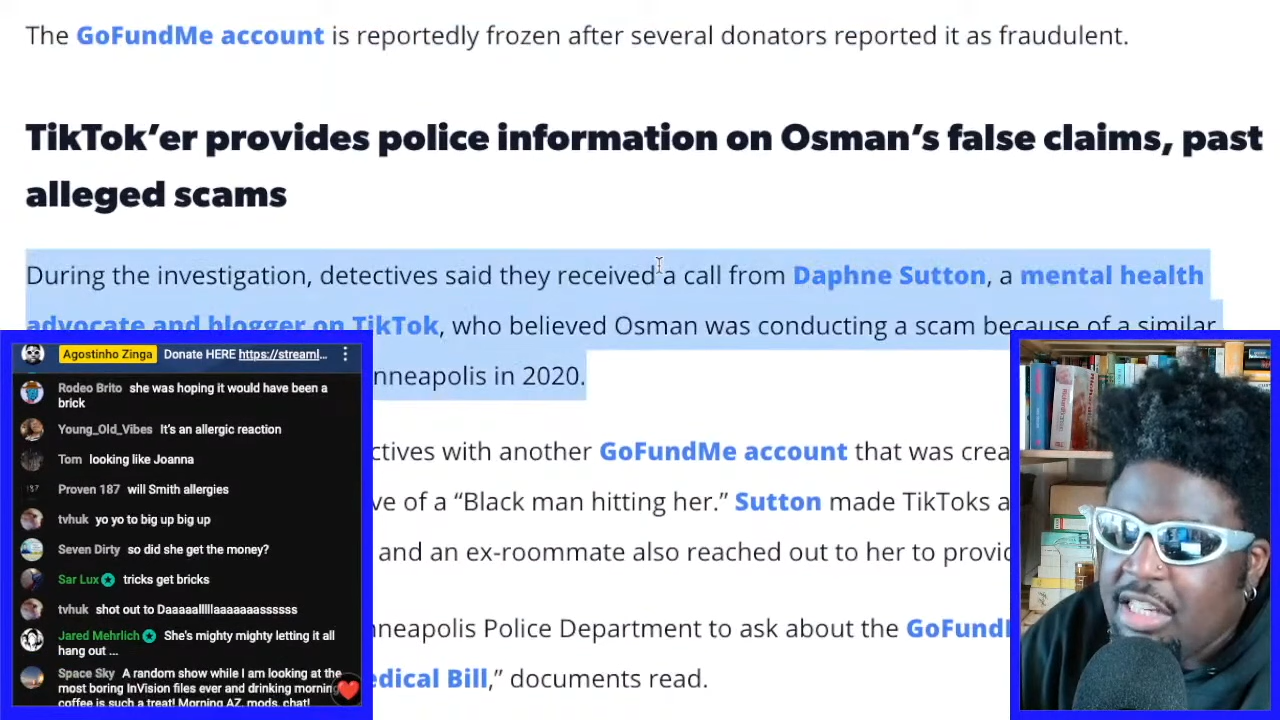 The GoFundMe account is reportedly frozen after several donators reported it as fraudulent.
TikTok’er provides police information on Osman’s false claims, past
alleged scams
During the investigation, detectives said they received a call from Daphne Sutton, a mental health
advocate and blogger on TikTok, who believed Osman was conducting a scam because of a similar
nneapolis in 2020.
ctives with another GoFundMe account that was crea
ve of a “Black man hitting her.” Sutton made TikToks a
and an ex-roommate also reached out to her to provi
nneapolis Police Department to ask about the GoFund
edical Bill,” documents read.
Agostinho Zinga Donate HERE https://streaml...
Rodeo Brito she was hoping it would have been a
brick
Young_Old_Vibes It's an allergic reaction
Tom looking like Joanna
Proven 187 will Smith allergies
tvhuk yo yo to big up big up
Seven Dirty so did she get the money?
Sar Lux tricks get bricks
tvhuk shot out to Daaaaallllllaaaaaaassssss
Jared Mehrlich She's mighty mighty letting it all
hang out ...
Space Sky A random show while I am looking at the
most boring InVision files ever and drinking mornin
coffee is such a treat! Morning AZ, mods, chat!